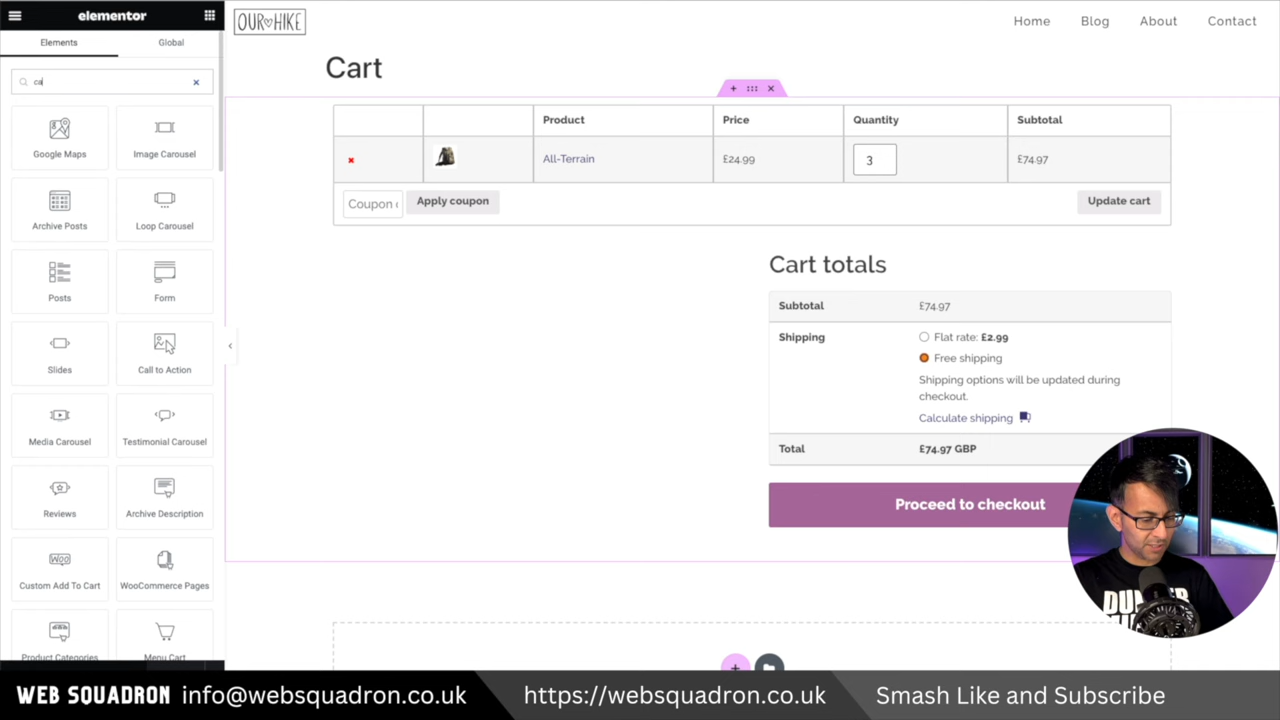 elementor
Elements Global
ca
Google Maps Image Carousel
Archive Posts Loop Carousel
Posts Form
Slides Call to Action
Media Carousel Testimonial Carousel
Reviews Archive Description
Custom Add To Cart WooCommerce Pages
Product Categories Menu Cart
OUR HIKE
Home Blog About Contact
Cart
Product Price Quantity Subtotal
All-Terrain £24.99 3 £74.97
Coupon Apply coupon Update cart
Cart totals
Subtotal £74.97
Shipping Flat rate: £2.99
Free shipping
Shipping options will be updated during
checkout.
Calculate shipping
Total £74.97 GBP
Proceed to checkout
WEB SQUADRON info@websquadron.co.uk https://websquadron.co.uk Smash Like and Subscribe